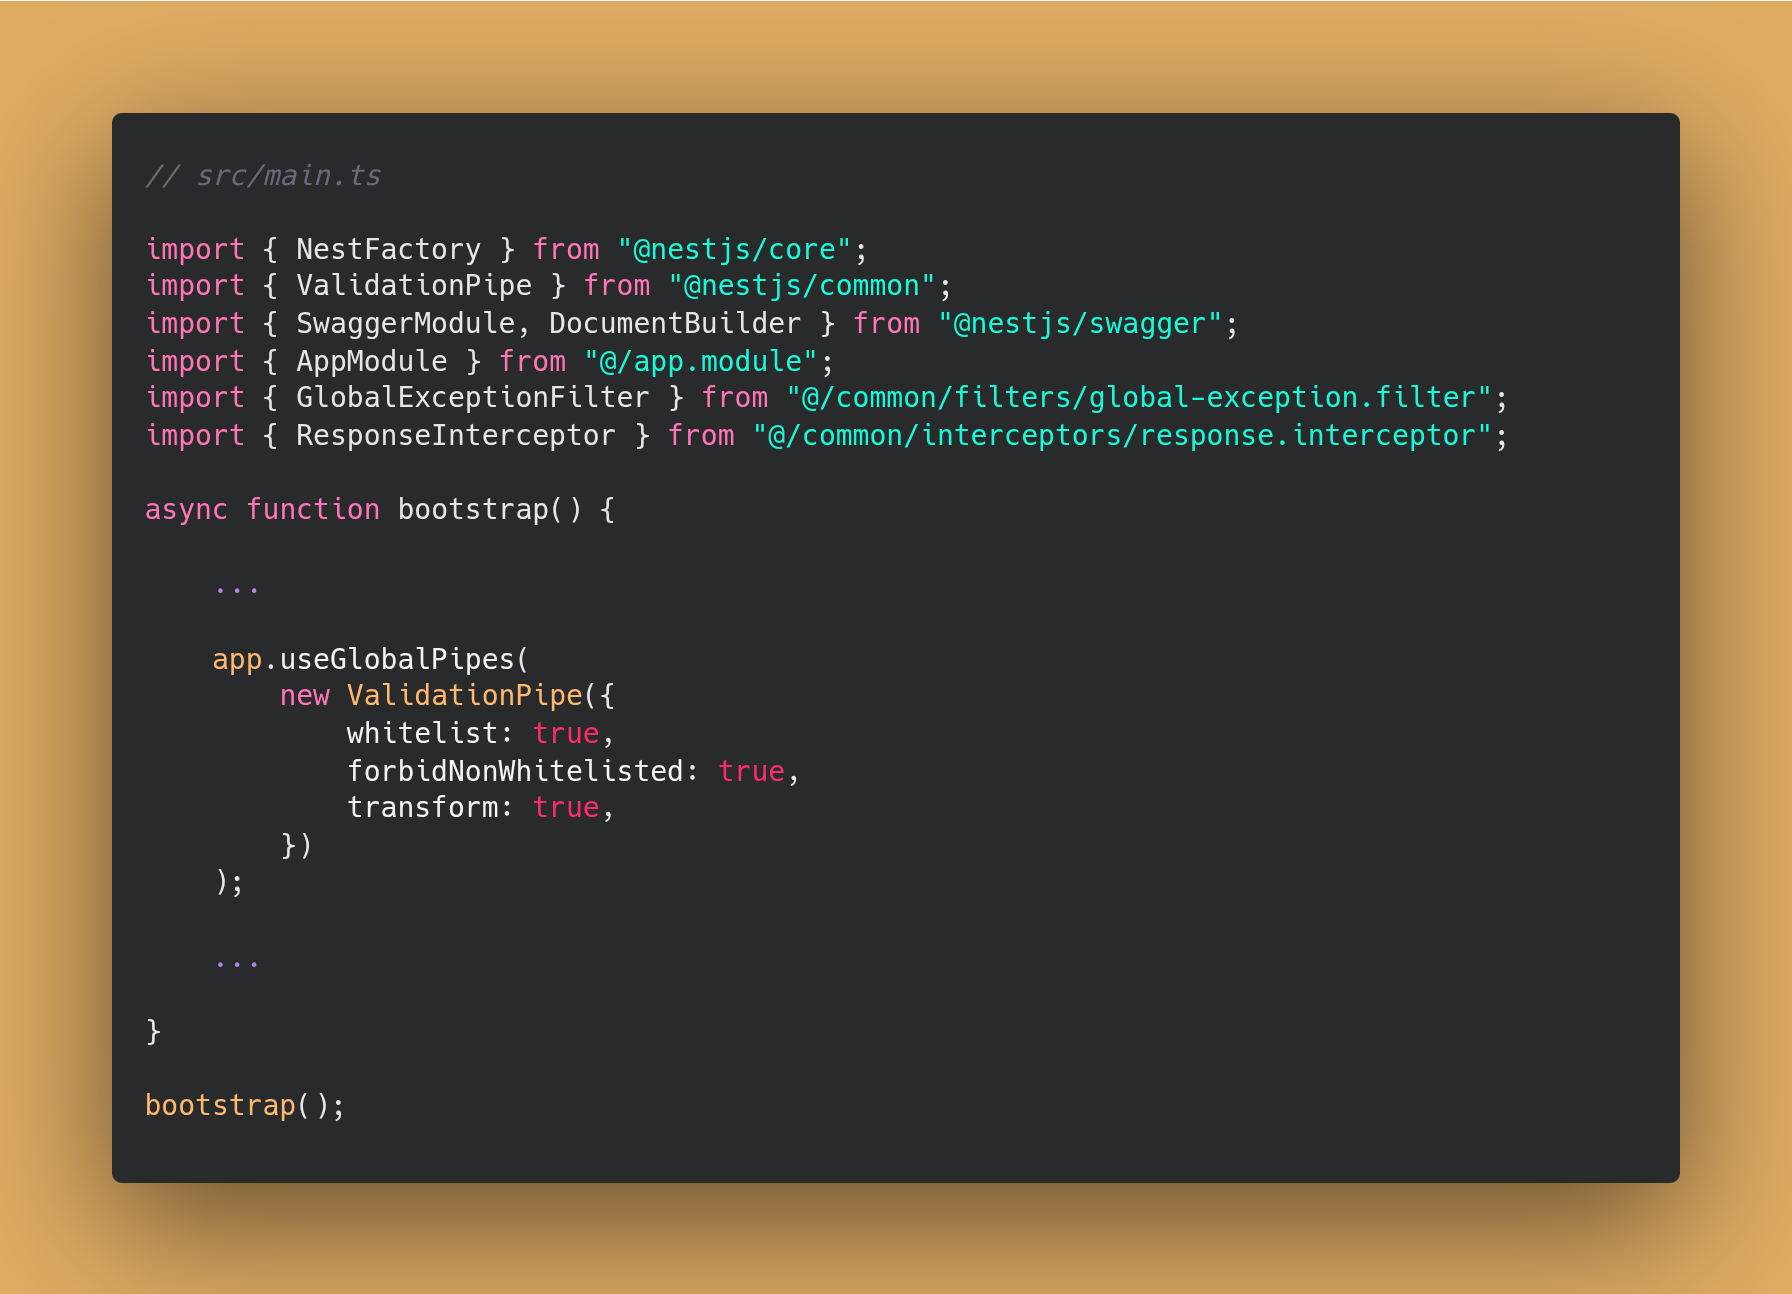 // src/main.ts
import { NestFactory } from "@nestjs/core";
import { ValidationPipe } from "@nestjs/common";
import { SwaggerModule, DocumentBuilder } from "@nestjs/swagger";
import { AppModule } from "@/app.module";
import { GlobalExceptionFilter } from "@/common/filters/global-exception.filter";
import { ResponseInterceptor } from "@/common/interceptors/response.interceptor";
async function bootstrap() {
    ...
    app.useGlobalPipes(
        new ValidationPipe({
            whitelist: true,
            forbidNonWhitelisted: true,
            transform: true,
        })
    );
    ...
}
bootstrap();